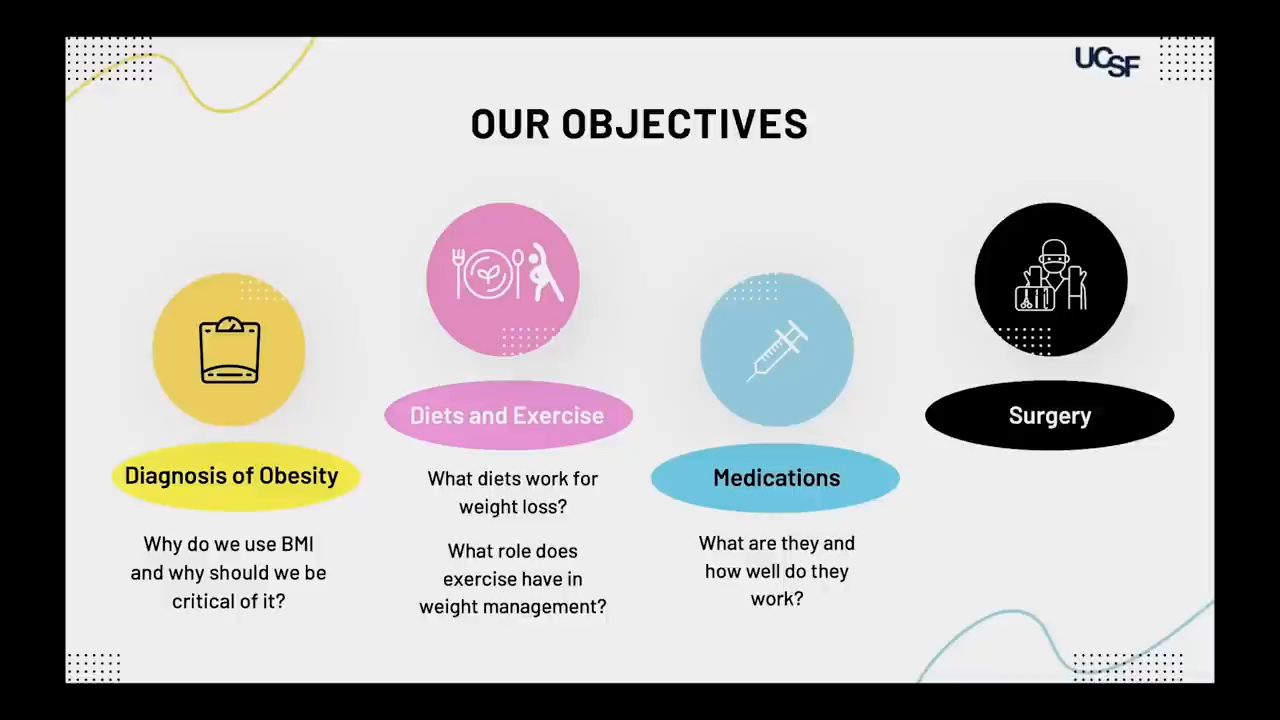 UCSF
OUR OBJECTIVES
Diagnosis of Obesity
Why do we use BMI
and why should we be
critical of it?
Diets and Exercise
What diets work for
weight loss?
What role does
exercise have in
weight management?
Medications
What are they and
how well do they
work?
Surgery